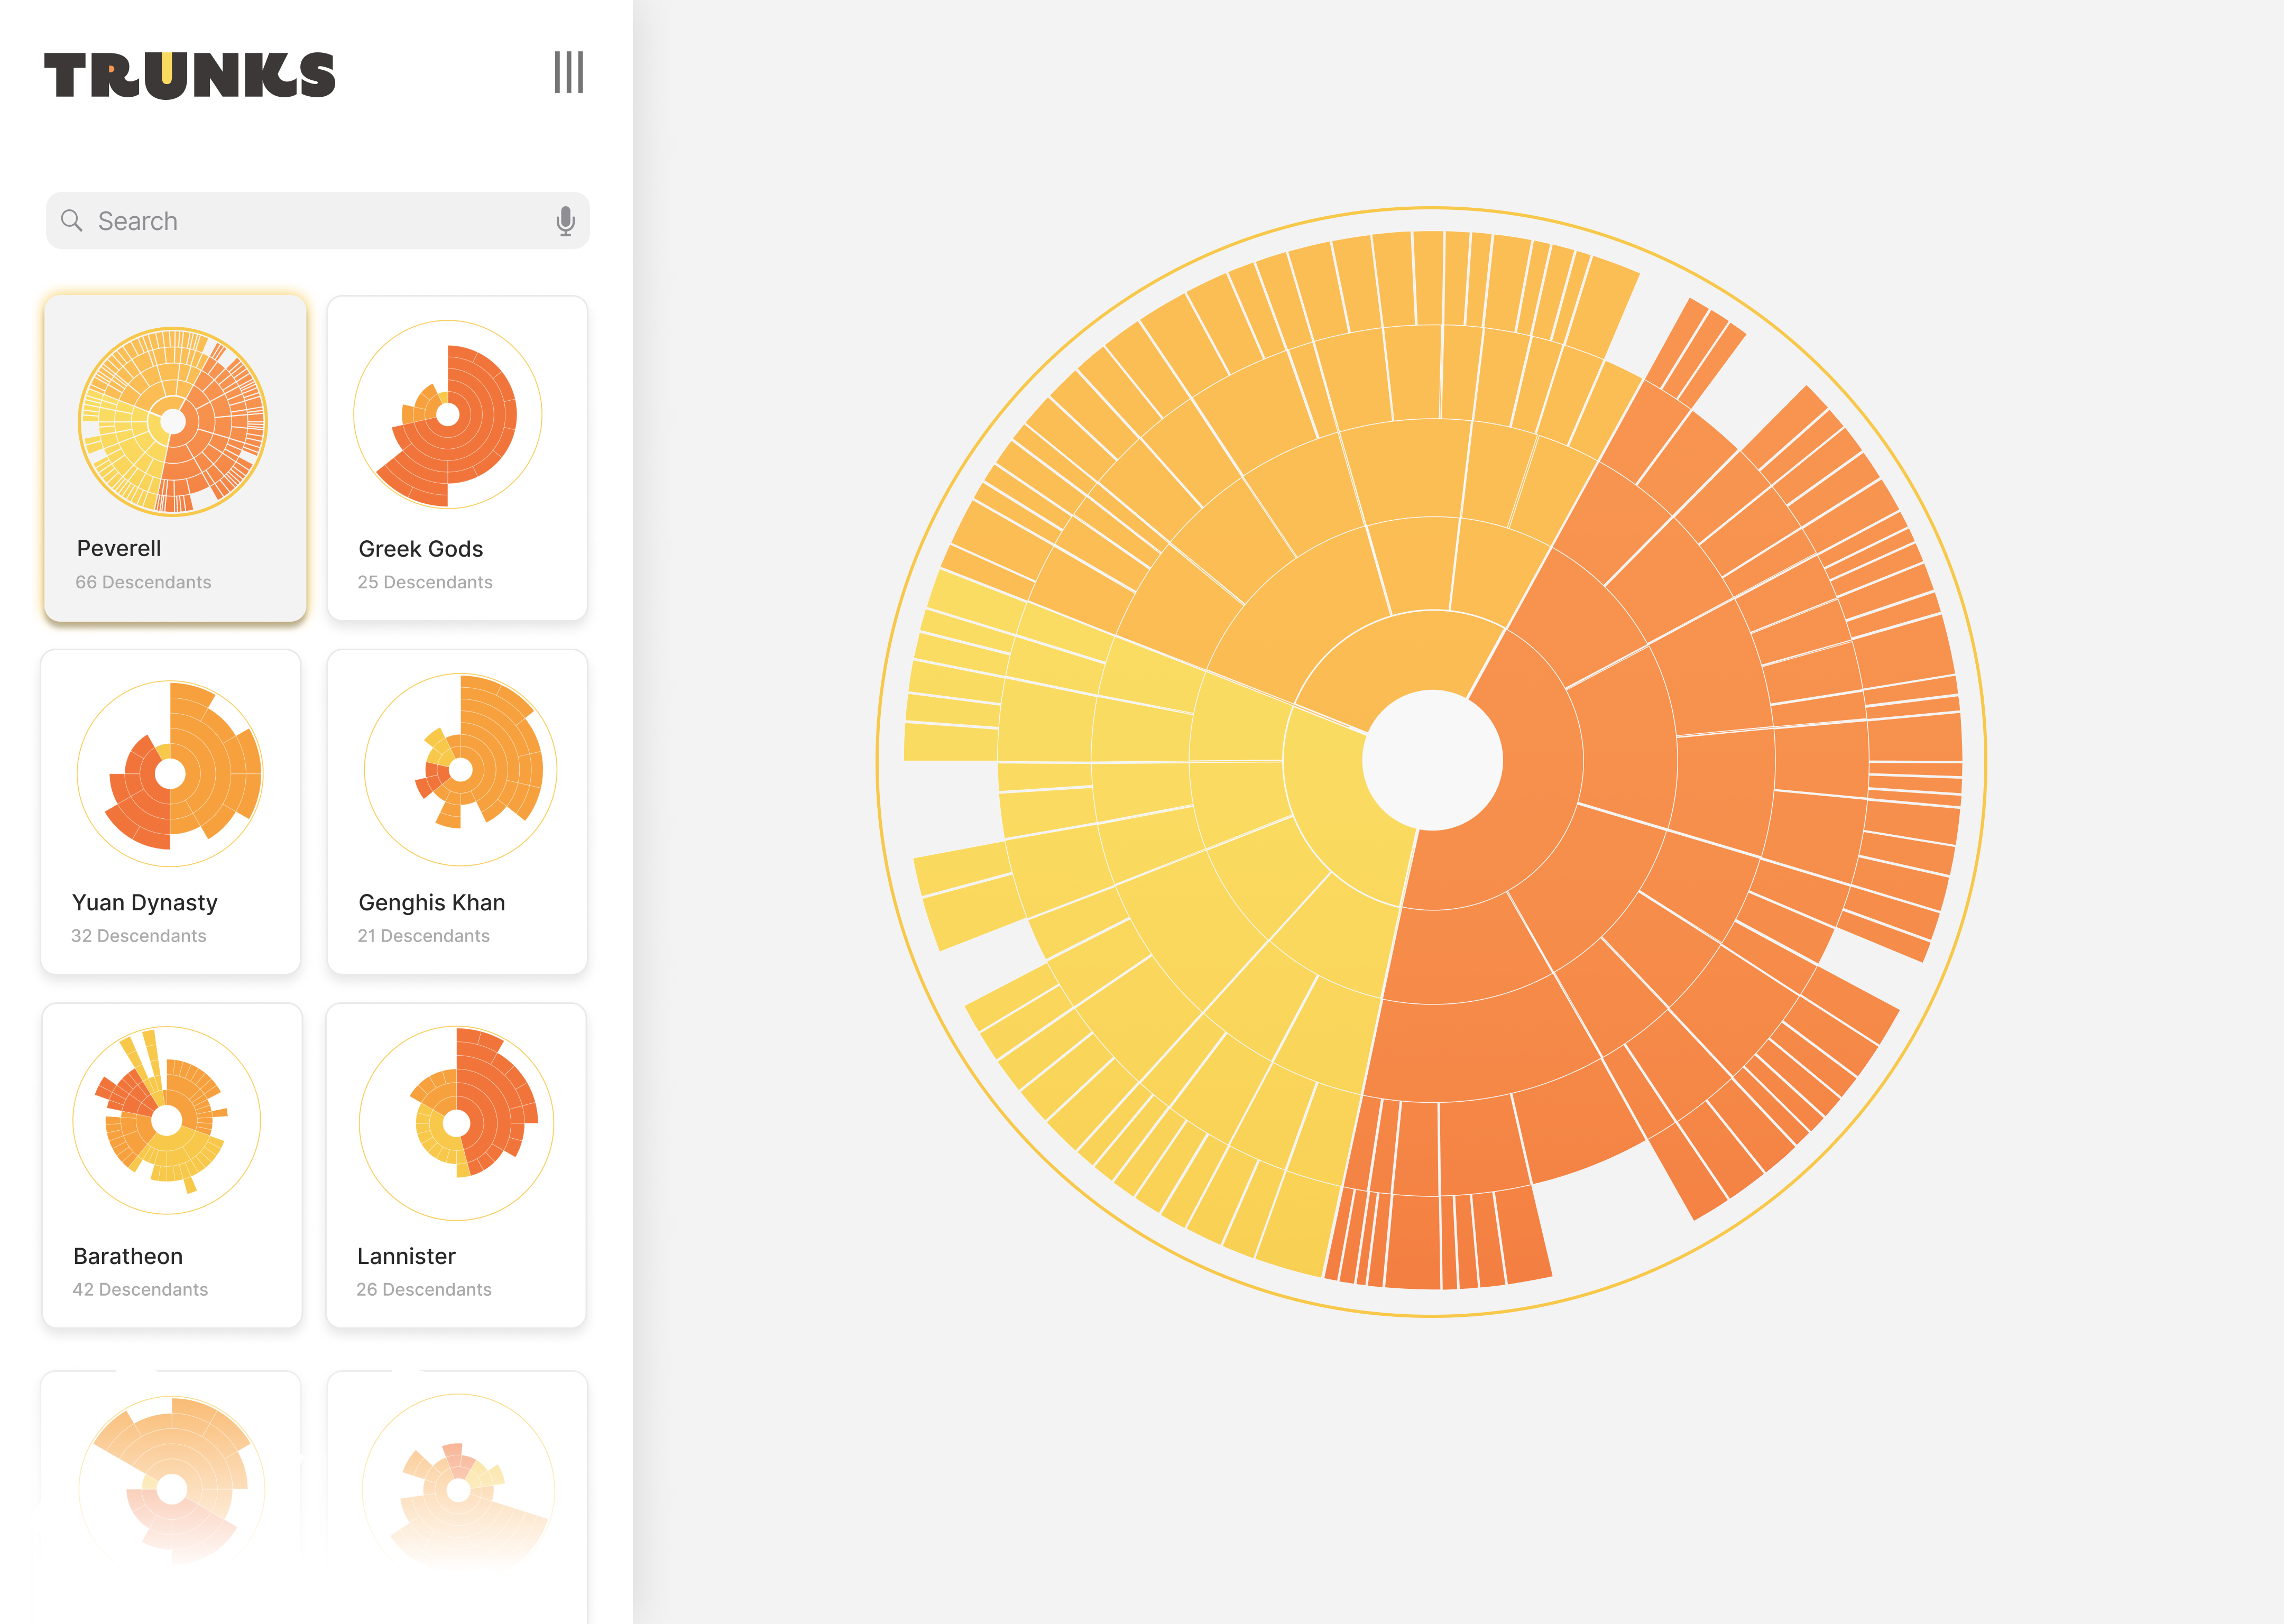 TRUNKS
Search
Peverell
66 Descendants
Greek Gods
25 Descendants
Yuan Dynasty
32 Descendants
Genghis Khan
21 Descendants
Baratheon
42 Descendants
Lannister
26 Descendants